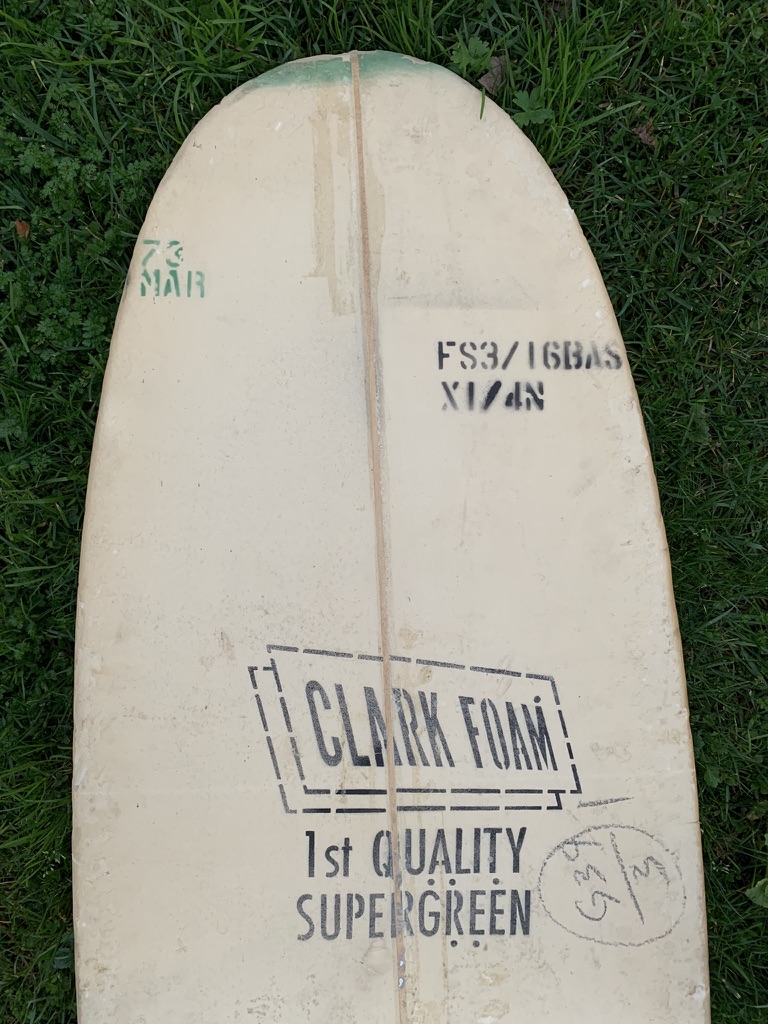 73
MAR
FS3/16BAS
X1/4N
CLARK FOAM
1st QUALITY
SUPERGREEN